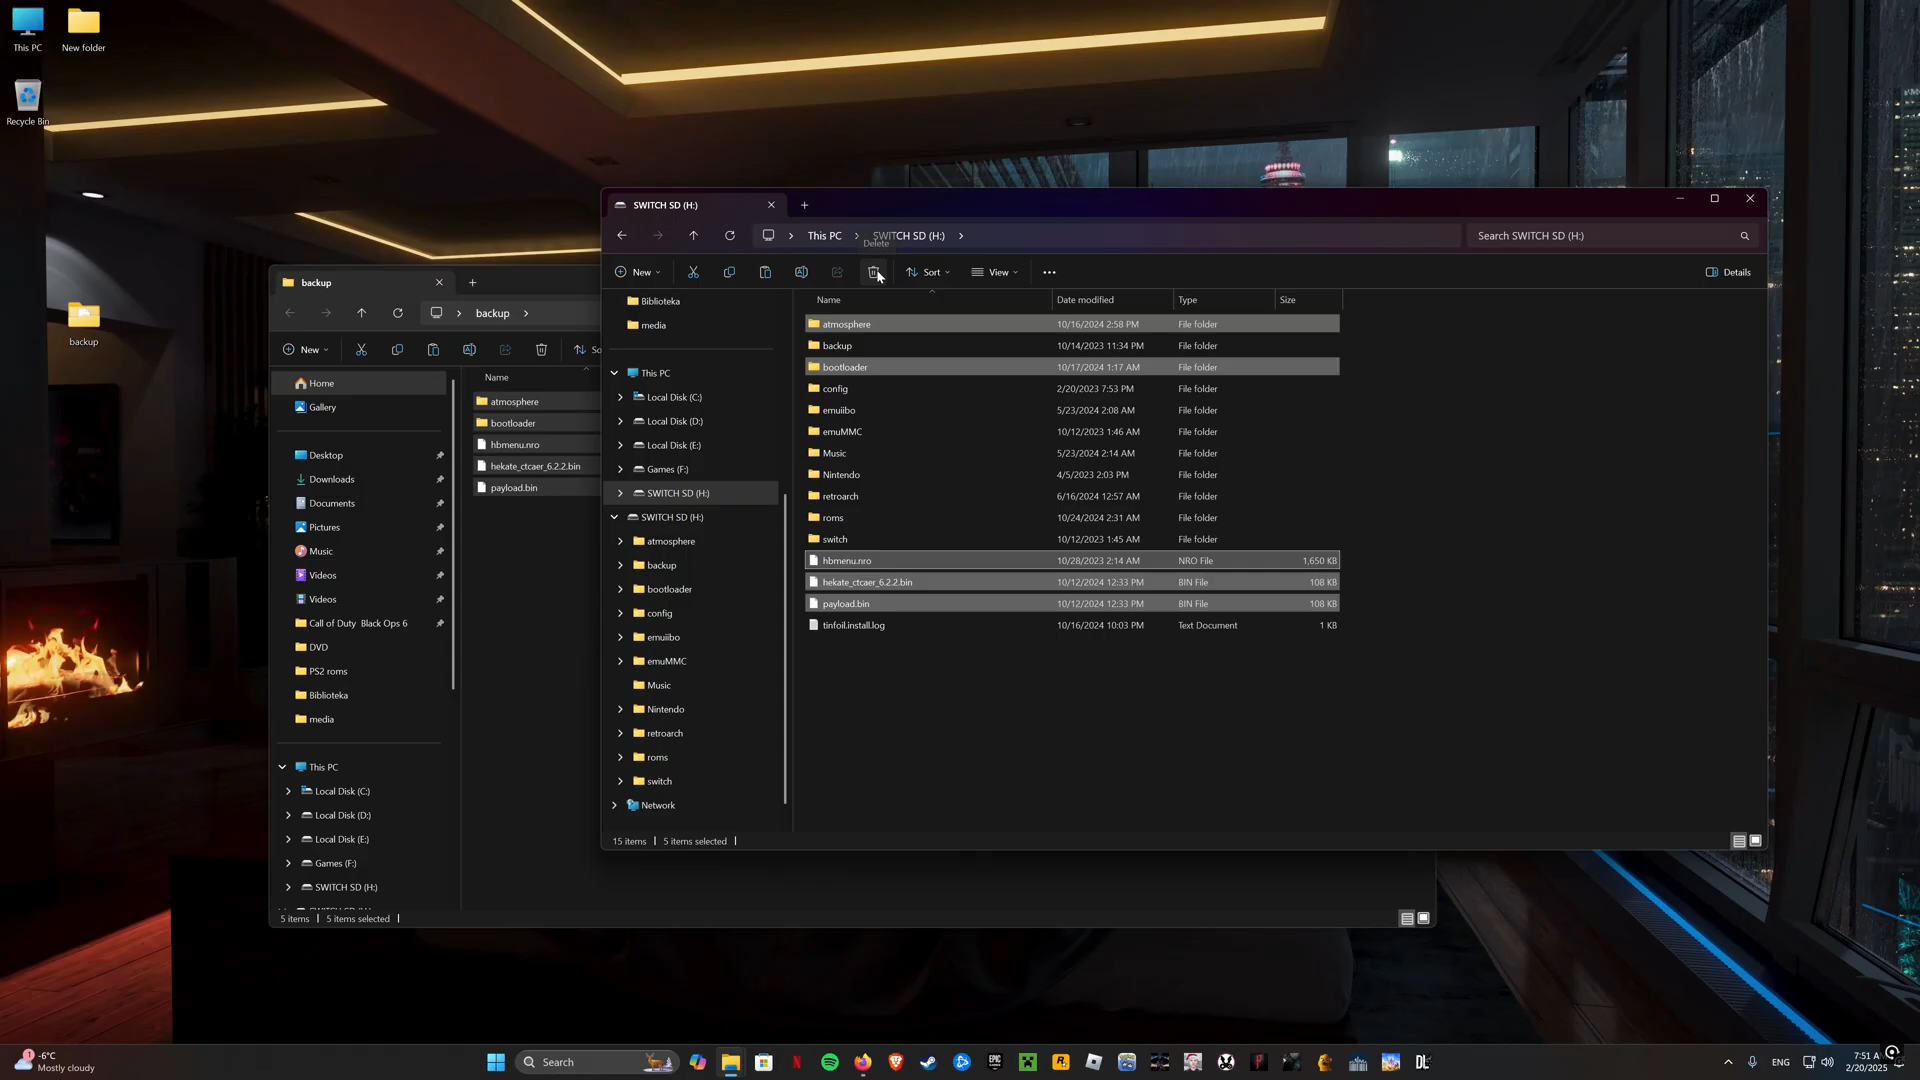 This PC
New folder
Recycle Bin
backup
backup
backup
New
So
Home
Gallery
Desktop
Downloads
Documents
Pictures
Music
Videos
Videos
Call of Duty  Black Ops 6
DVD
PS2 roms
Biblioteka
media
This PC
Local Disk (C:)
Local Disk (D:)
Local Disk (E:)
Games (F:)
SWITCH SD (H:)
Name
atmosphere
bootloader
hbmenu.nro
hekate_ctcaer_6.2.2.bin
payload.bin
5 items
5 items selected
SWITCH SD (H:)
This PC
SWITCH SD (H:)
Search SWITCH SD (H:)
Delete
New
Sort
View
Details
Biblioteka
media
This PC
Local Disk (C:)
Local Disk (D:)
Local Disk (E:)
Games (F:)
SWITCH SD (H:)
SWITCH SD (H:)
atmosphere
backup
bootloader
config
emuiibo
emuMMC
Music
Nintendo
retroarch
roms
switch
Network
Name Date modified Type Size
atmosphere 10/16/2024 2:58 PM File folder
backup 10/14/2023 11:34 PM File folder
bootloader 10/17/2024 1:17 AM File folder
config 2/20/2023 7:53 PM File folder
emuiibo 5/23/2024 2:08 AM File folder
emuMMC 10/12/2023 1:46 AM File folder
Music 5/23/2024 2:14 AM File folder
Nintendo 4/5/2023 2:03 PM File folder
retroarch 6/16/2024 12:57 AM File folder
roms 10/24/2024 2:31 AM File folder
switch 10/12/2023 1:45 AM File folder
hbmenu.nro 10/28/2023 2:14 AM NRO File 1,650 KB
hekate_ctcaer_6.2.2.bin 10/12/2024 12:33 PM BIN File 108 KB
payload.bin 10/12/2024 12:33 PM BIN File 108 KB
tinfoil.install.log 10/16/2024 10:03 PM Text Document 1 KB
15 items
5 items selected
1
-6°C
Mostly cloudy
Search
EPIC GAMES
DL
ENG
7:51 A
2/20/2025